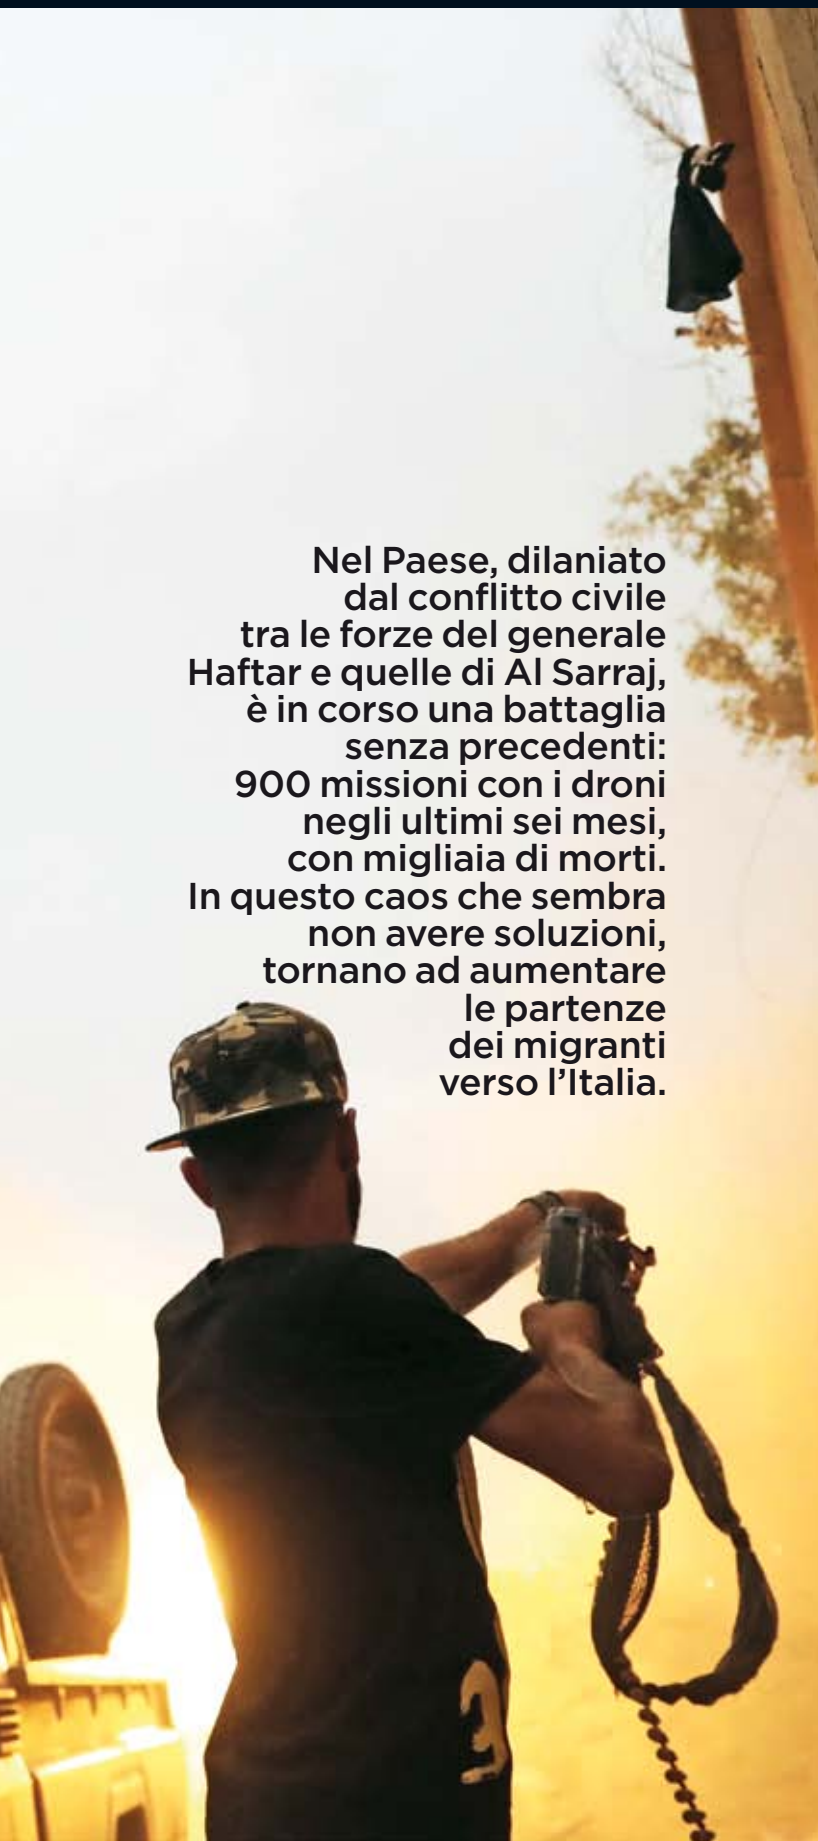 Nel Paese, dilaniato
dal conflitto civile
tra le forze del generale
Haftar e quelle di Al Sarraj,
è in corso una battaglia
senza precedenti:
900 missioni con i droni
negli ultimi sei mesi,
con migliaia di morti.
In questo caos che sembra
non avere soluzioni,
tornano ad aumentare
le partenze
dei migranti
verso l’Italia.
3